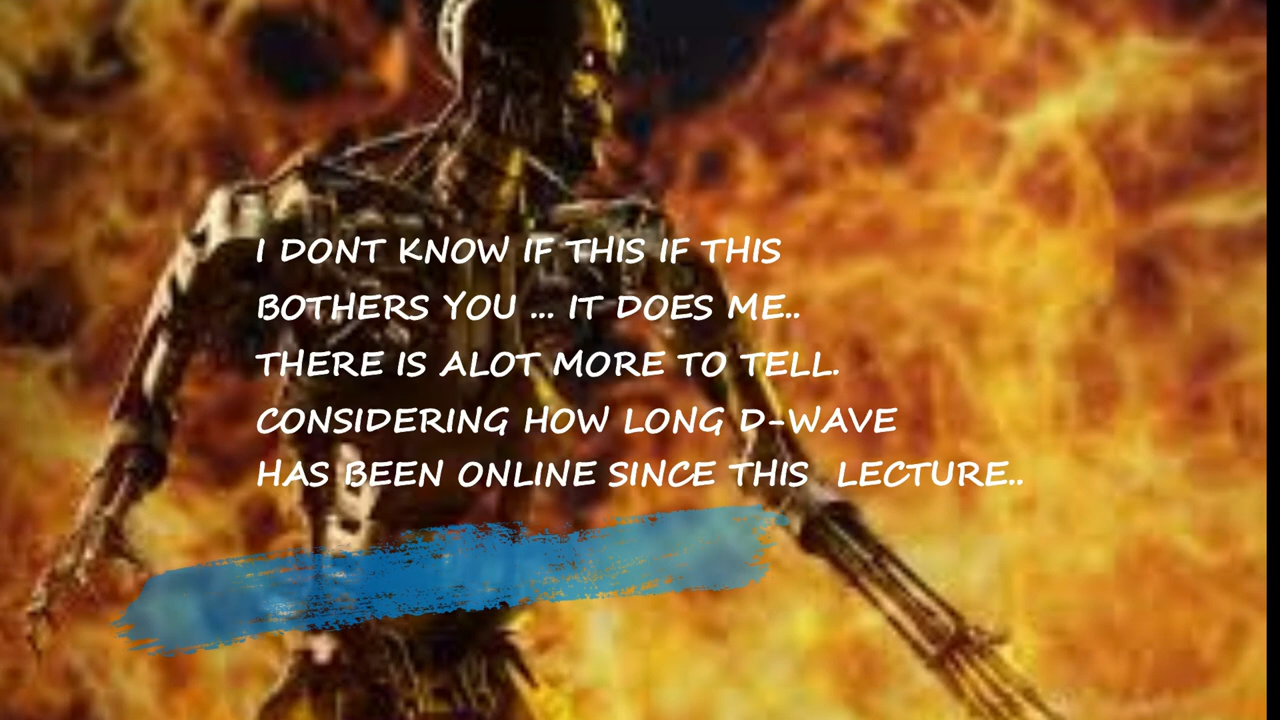 I DONT KNOW IF THIS IF THIS
BOTHERS YOU ... IT DOES ME..
THERE IS ALOT MORE TO TELL.
CONSIDERING HOW LONG D-WAVE
HAS BEEN ONLINE SINCE THIS LECTURE..